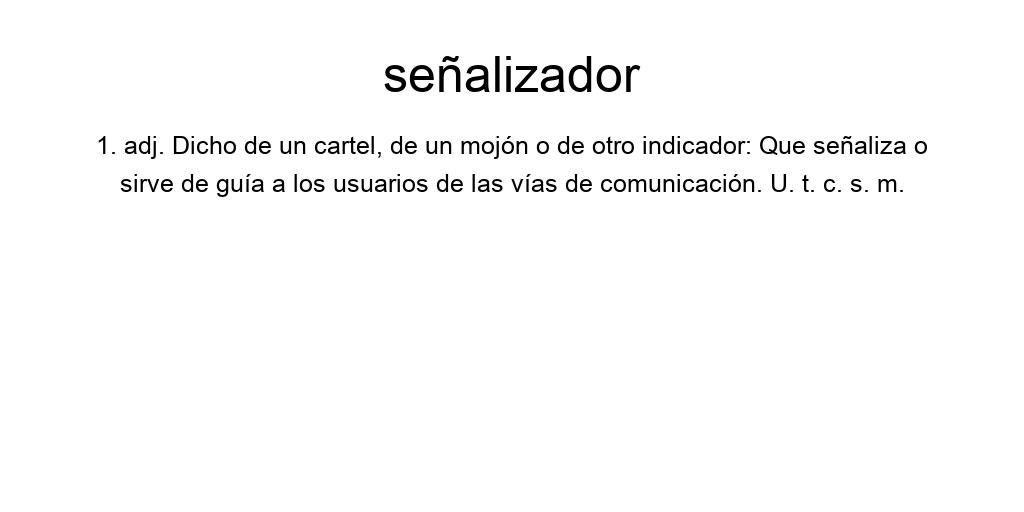 señalizador
1. adj. Dicho de un cartel, de un mojón o de otro indicador: Que señaliza o
sirve de guía a los usuarios de las vías de comunicación. U. t. c. s. m.